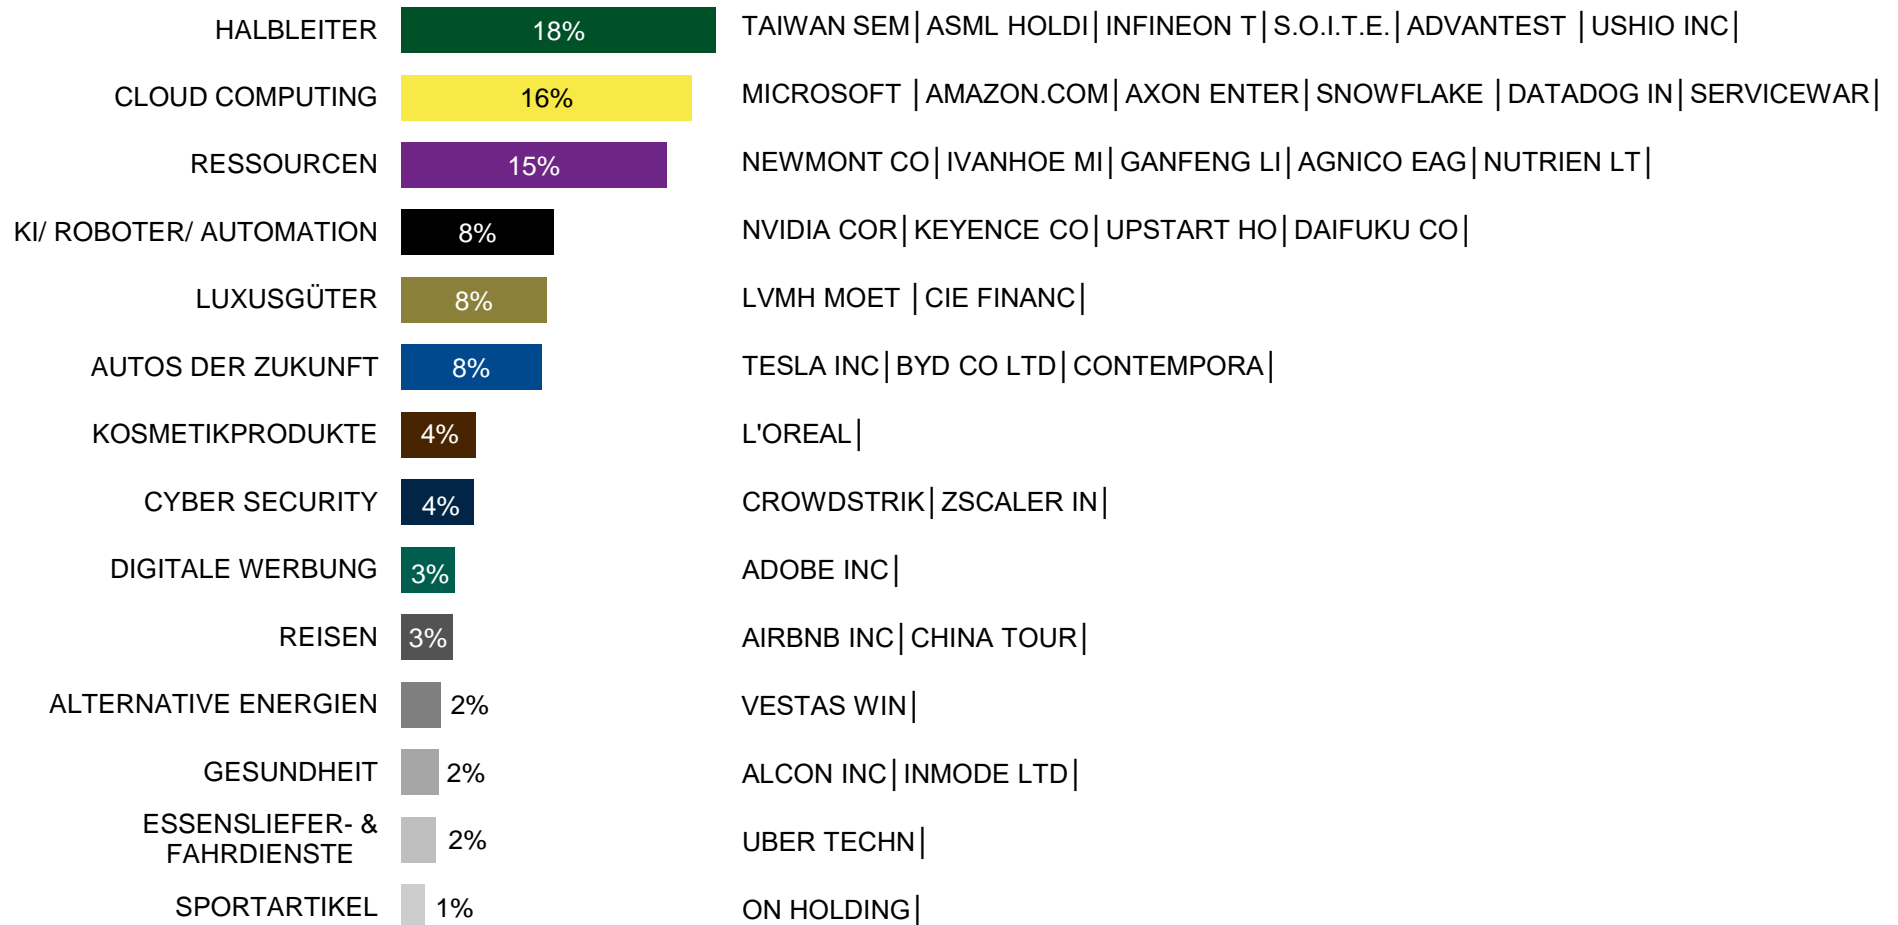 HALBLEITER 18% TAIWAN SEM│ASML HOLDI│INFINEON T│S.O.I.T.E.│ADVANTEST │USHIO INC│
CLOUD COMPUTING 16% MICROSOFT │AMAZON.COM│AXON ENTER│SNOWFLAKE │DATADOG IN│SERVICEWAR│
RESSOURCEN 15% NEWMONT CO│IVANHOE MI│GANFENG LI│AGNICO EAG│NUTRIEN LT│
KI/ ROBOTER/ AUTOMATION 8% NVIDIA COR│KEYENCE CO│UPSTART HO│DAIFUKU CO│
LUXUSGÜTER 8% LVMH MOET │CIE FINANC│
AUTOS DER ZUKUNFT 8% TESLA INC│BYD CO LTD│CONTEMPORA│
KOSMETIKPRODUKTE 4% L'OREAL│
CYBER SECURITY 4% CROWDSTRIK│ZSCALER IN│
DIGITALE WERBUNG 3% ADOBE INC│
REISEN 3% AIRBNB INC│CHINA TOUR│
ALTERNATIVE ENERGIEN 2% VESTAS WIN│
GESUNDHEIT 2% ALCON INC│INMODE LTD│
ESSENSLIEFER- &
FAHRDIENSTE 2% UBER TECHN│
SPORTARTIKEL 1% ON HOLDING│